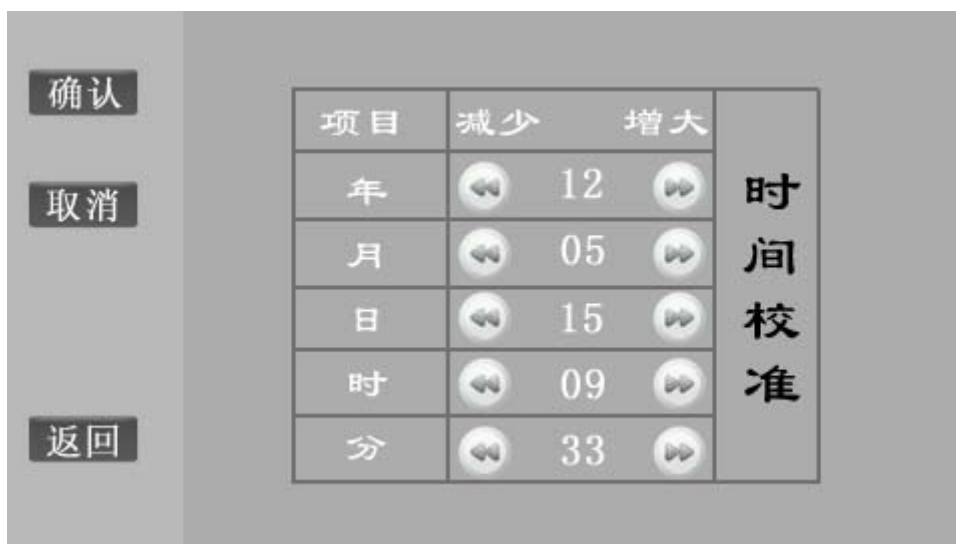 确认
取消
返回
项目 减少 增大
年 12
月 05
日 15
时 09
分 33
时间校准